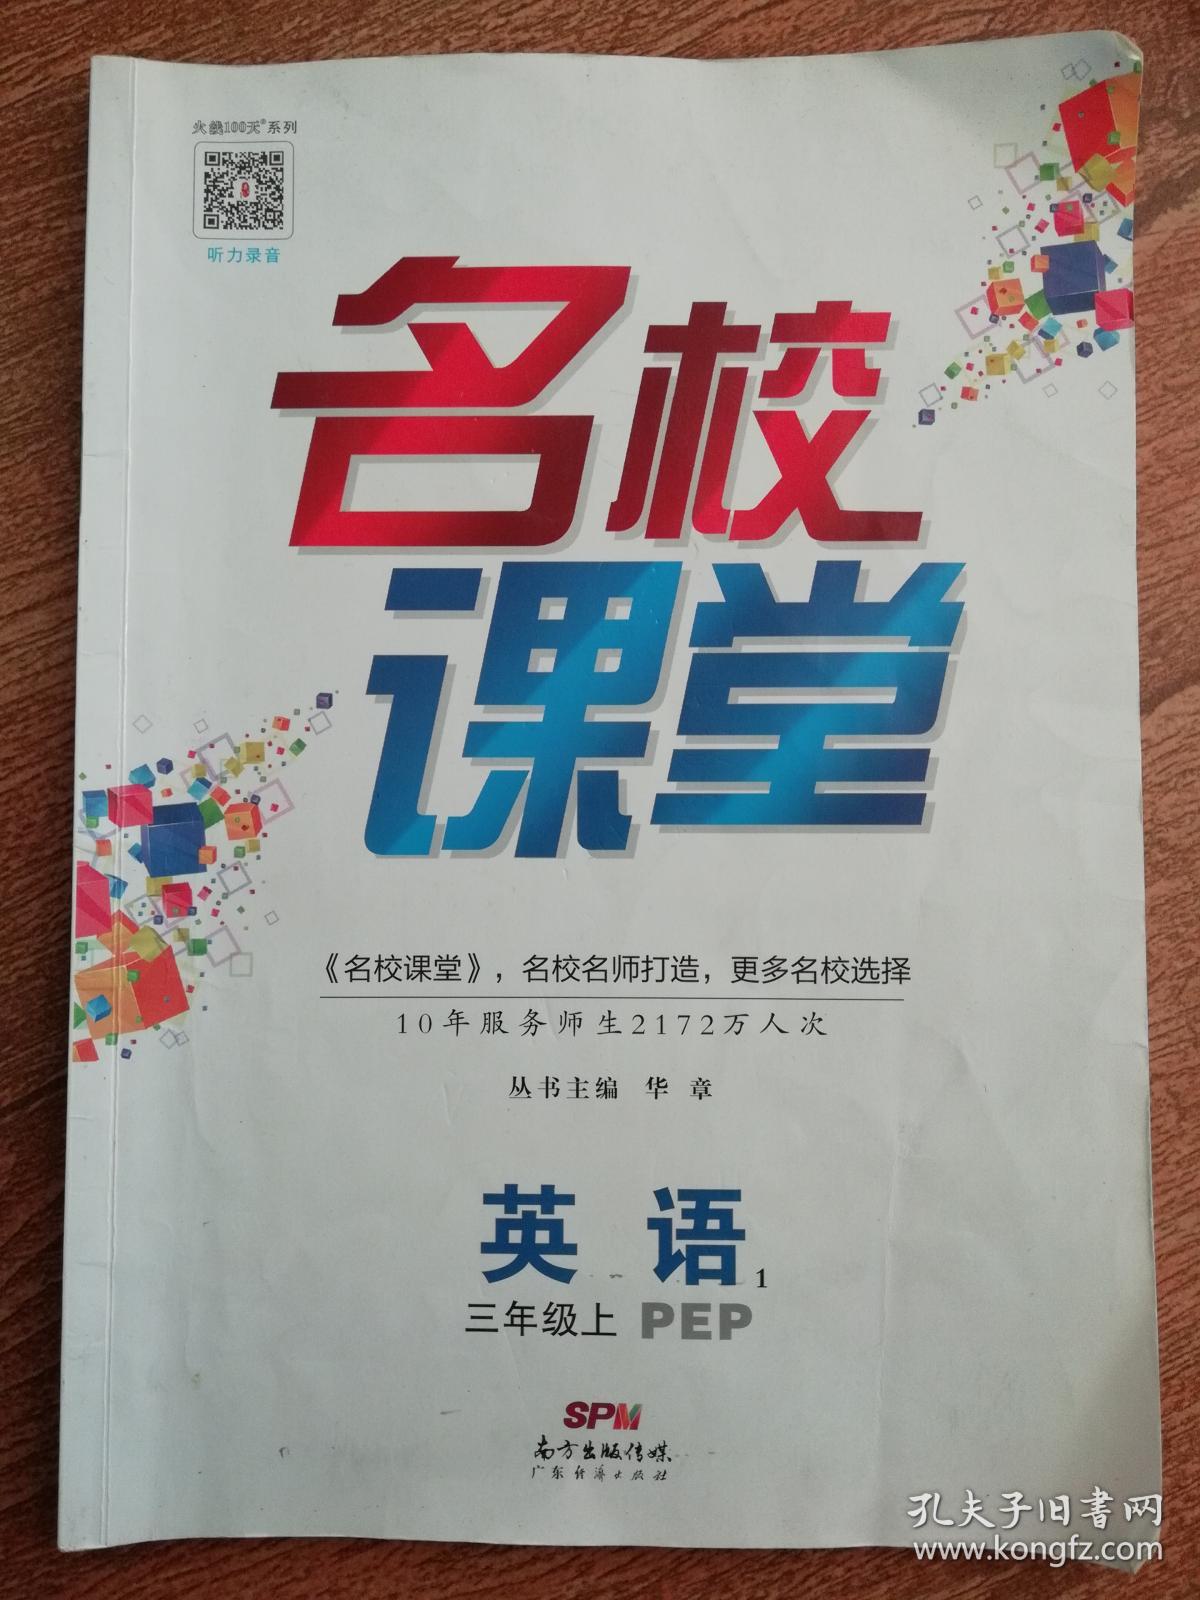 火线100天®系列
听力录音
名校
课堂
《名校课堂》，名校名师打造，更多名校选择
10年服务师生2172万人次
丛书主编 华 章
英 语 1
三年级上 PEP
SPM
南方出版传媒
广东经济出版社
孔夫子旧书网
www.kongfz.com